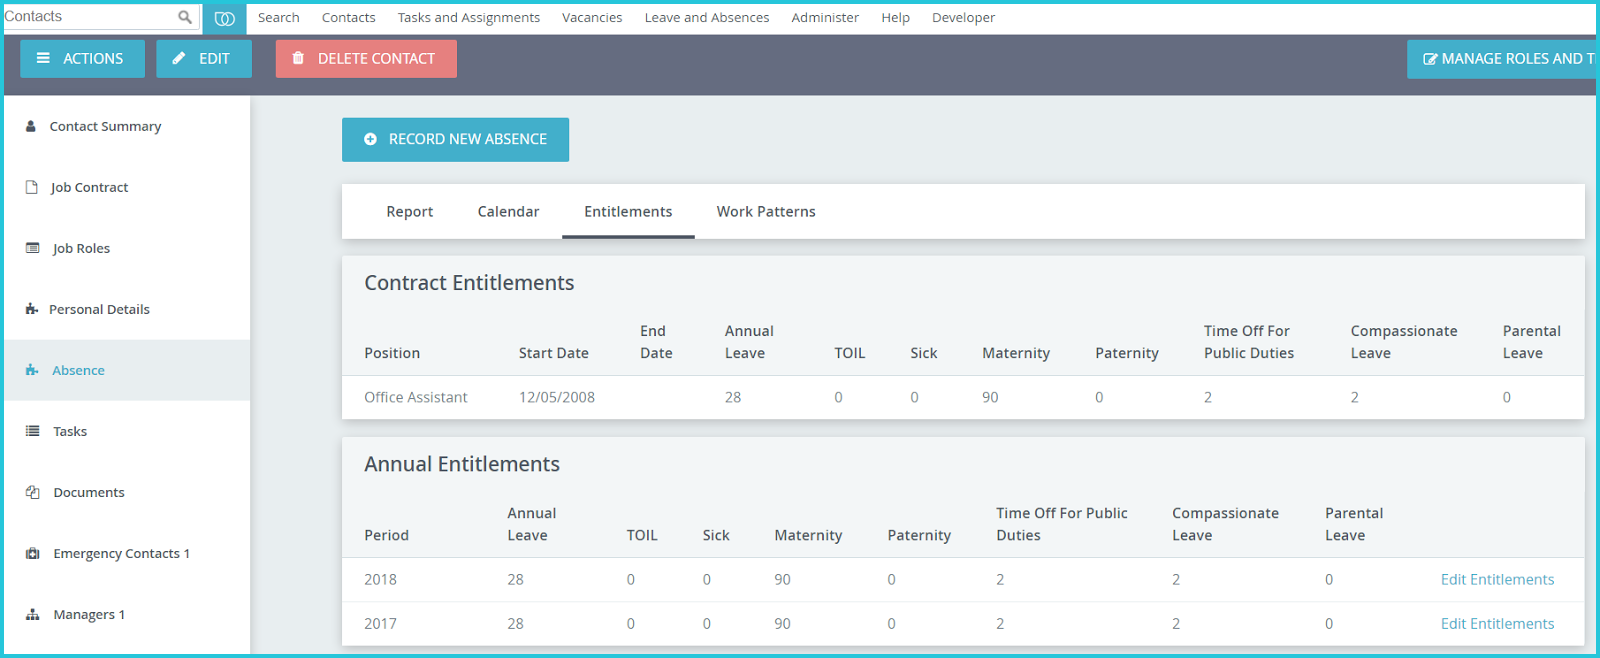 Contacts
Search Contacts Tasks and Assignments Vacancies Leave and Absences Administer Help Developer
ACTIONS EDIT DELETE CONTACT MANAGE ROLES AND T
Contact Summary
Job Contract
Job Roles
Personal Details
Absence
Tasks
Documents
Emergency Contacts 1
Managers 1
RECORD NEW ABSENCE
Report Calendar Entitlements Work Patterns
Contract Entitlements
End Annual Time Off For Compassionate Parental
Position Start Date Date Leave TOIL Sick Maternity Paternity Public Duties Leave Leave
Office Assistant 12/05/2008 28 0 0 90 0 2 2 0
Annual Entitlements
Annual Time Off For Public Compassionate Parental
Period Leave TOIL Sick Maternity Paternity Duties Leave Leave
2018 28 0 0 90 0 2 2 0 Edit Entitlements
2017 28 0 0 90 0 2 2 0 Edit Entitlements